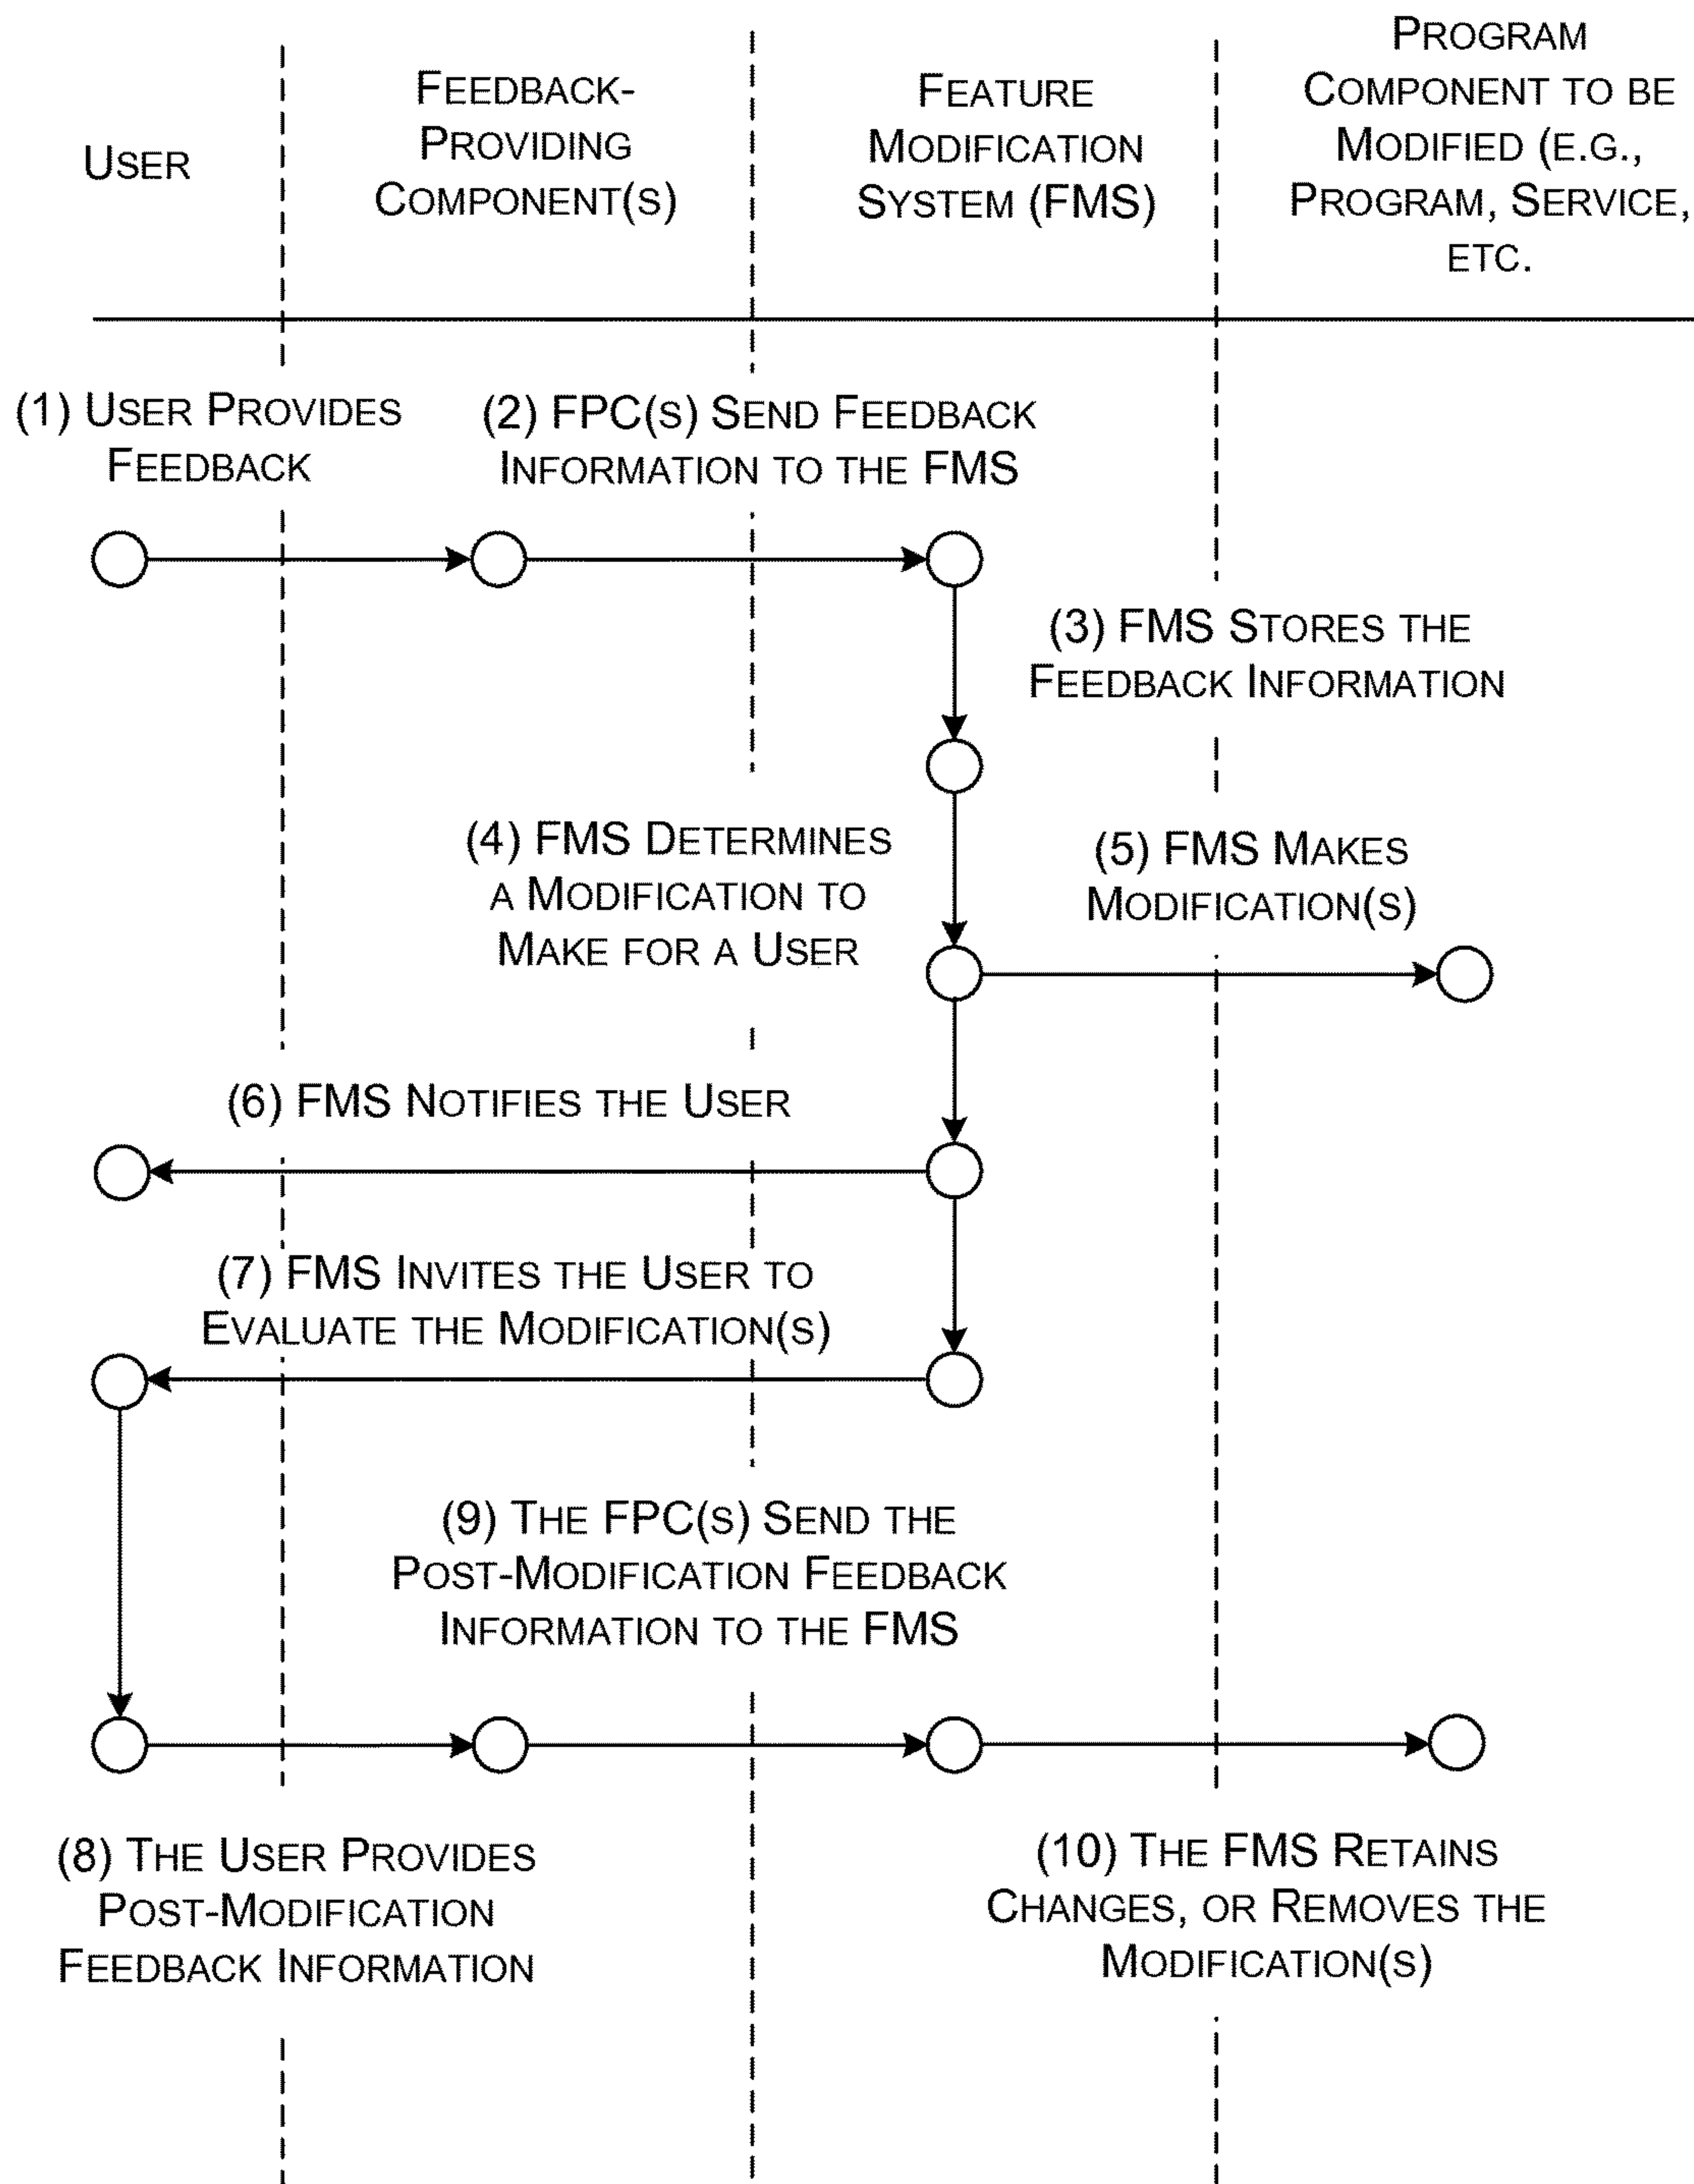 USER
FEEDBACK-
PROVIDING
COMPONENT(S)
FEATURE
MODIFICATION
SYSTEM (FMS)
PROGRAM
COMPONENT TO BE
MODIFIED (E.G.,
PROGRAM, SERVICE,
ETC.
(1) USER PROVIDES
FEEDBACK
(2) FPC(S) SEND FEEDBACK
INFORMATION TO THE FMS
(3) FMS STORES THE
FEEDBACK INFORMATION
(4) FMS DETERMINES
A MODIFICATION TO
MAKE FOR A USER
(5) FMS MAKES
MODIFICATION(S)
(6) FMS NOTIFIES THE USER
(7) FMS INVITES THE USER TO
EVALUATE THE MODIFICATION(S)
(9) THE FPC(S) SEND THE
POST-MODIFICATION FEEDBACK
INFORMATION TO THE FMS
(8) THE USER PROVIDES
POST-MODIFICATION
FEEDBACK INFORMATION
(10) THE FMS RETAINS
CHANGES, OR REMOVES THE
MODIFICATION(S)